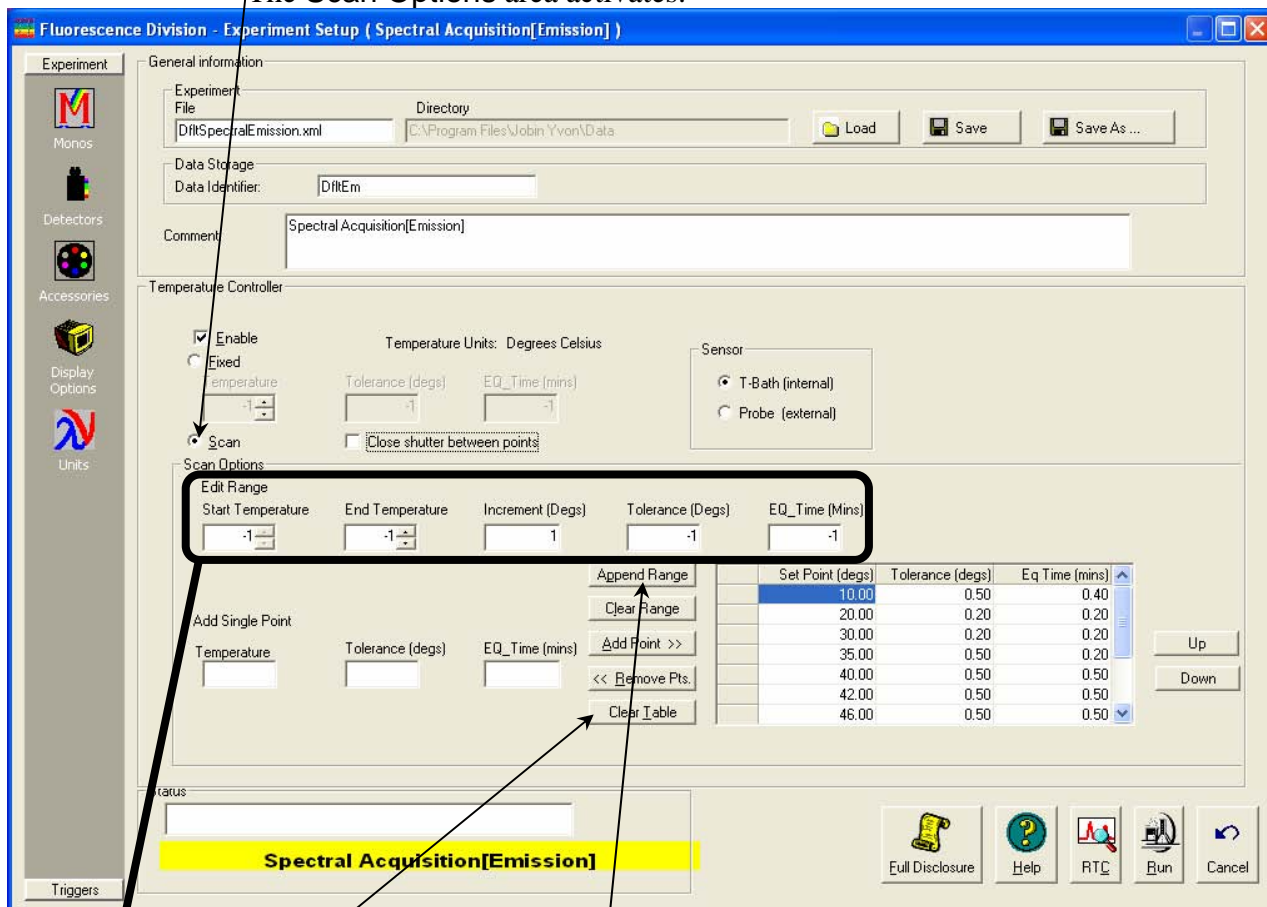 The Scan Options area activates.
Fluorescence Division - Experiment Setup ( Spectral Acquisition[Emission] )
Experiment
Monos
Detectors
Accessories
Display
Options
Units
Triggers
General information
Experiment
File
Directory
DfltSpectralEmission.xml
C:\Program Files\Jobin Yvon\Data
Load
Save
Save As ...
Data Storage
Data Identifier:
DfltEm
Comment
Spectral Acquisition[Emission]
Temperature Controller
Enable
Temperature Units: Degrees Celsius
Fixed
Temperature
Tolerance (degs)
EQ_Time (mins)
-1
-1
-1
Scan
Close shutter between points
Sensor
T-Bath (internal)
Probe (external)
Scan Options
Edit Range
Start Temperature
End Temperature
Increment (Degs)
Tolerance (Degs)
EQ_Time (Mins)
-1
-1
1
-1
-1
Add Single Point
Temperature
Tolerance (degs)
EQ_Time (mins)
Append Range
Clear Range
Add Point >>
<< Remove Pts.
Clear Table
Set Point (degs) Tolerance (degs) Eq Time (mins)
10.00 0.50 0.40
20.00 0.20 0.20
30.00 0.20 0.20
35.00 0.50 0.20
40.00 0.50 0.50
42.00 0.50 0.50
46.00 0.50 0.50
Up
Down
Status
Spectral Acquisition[Emission]
Full Disclosure
Help
RTC
Run
Cancel